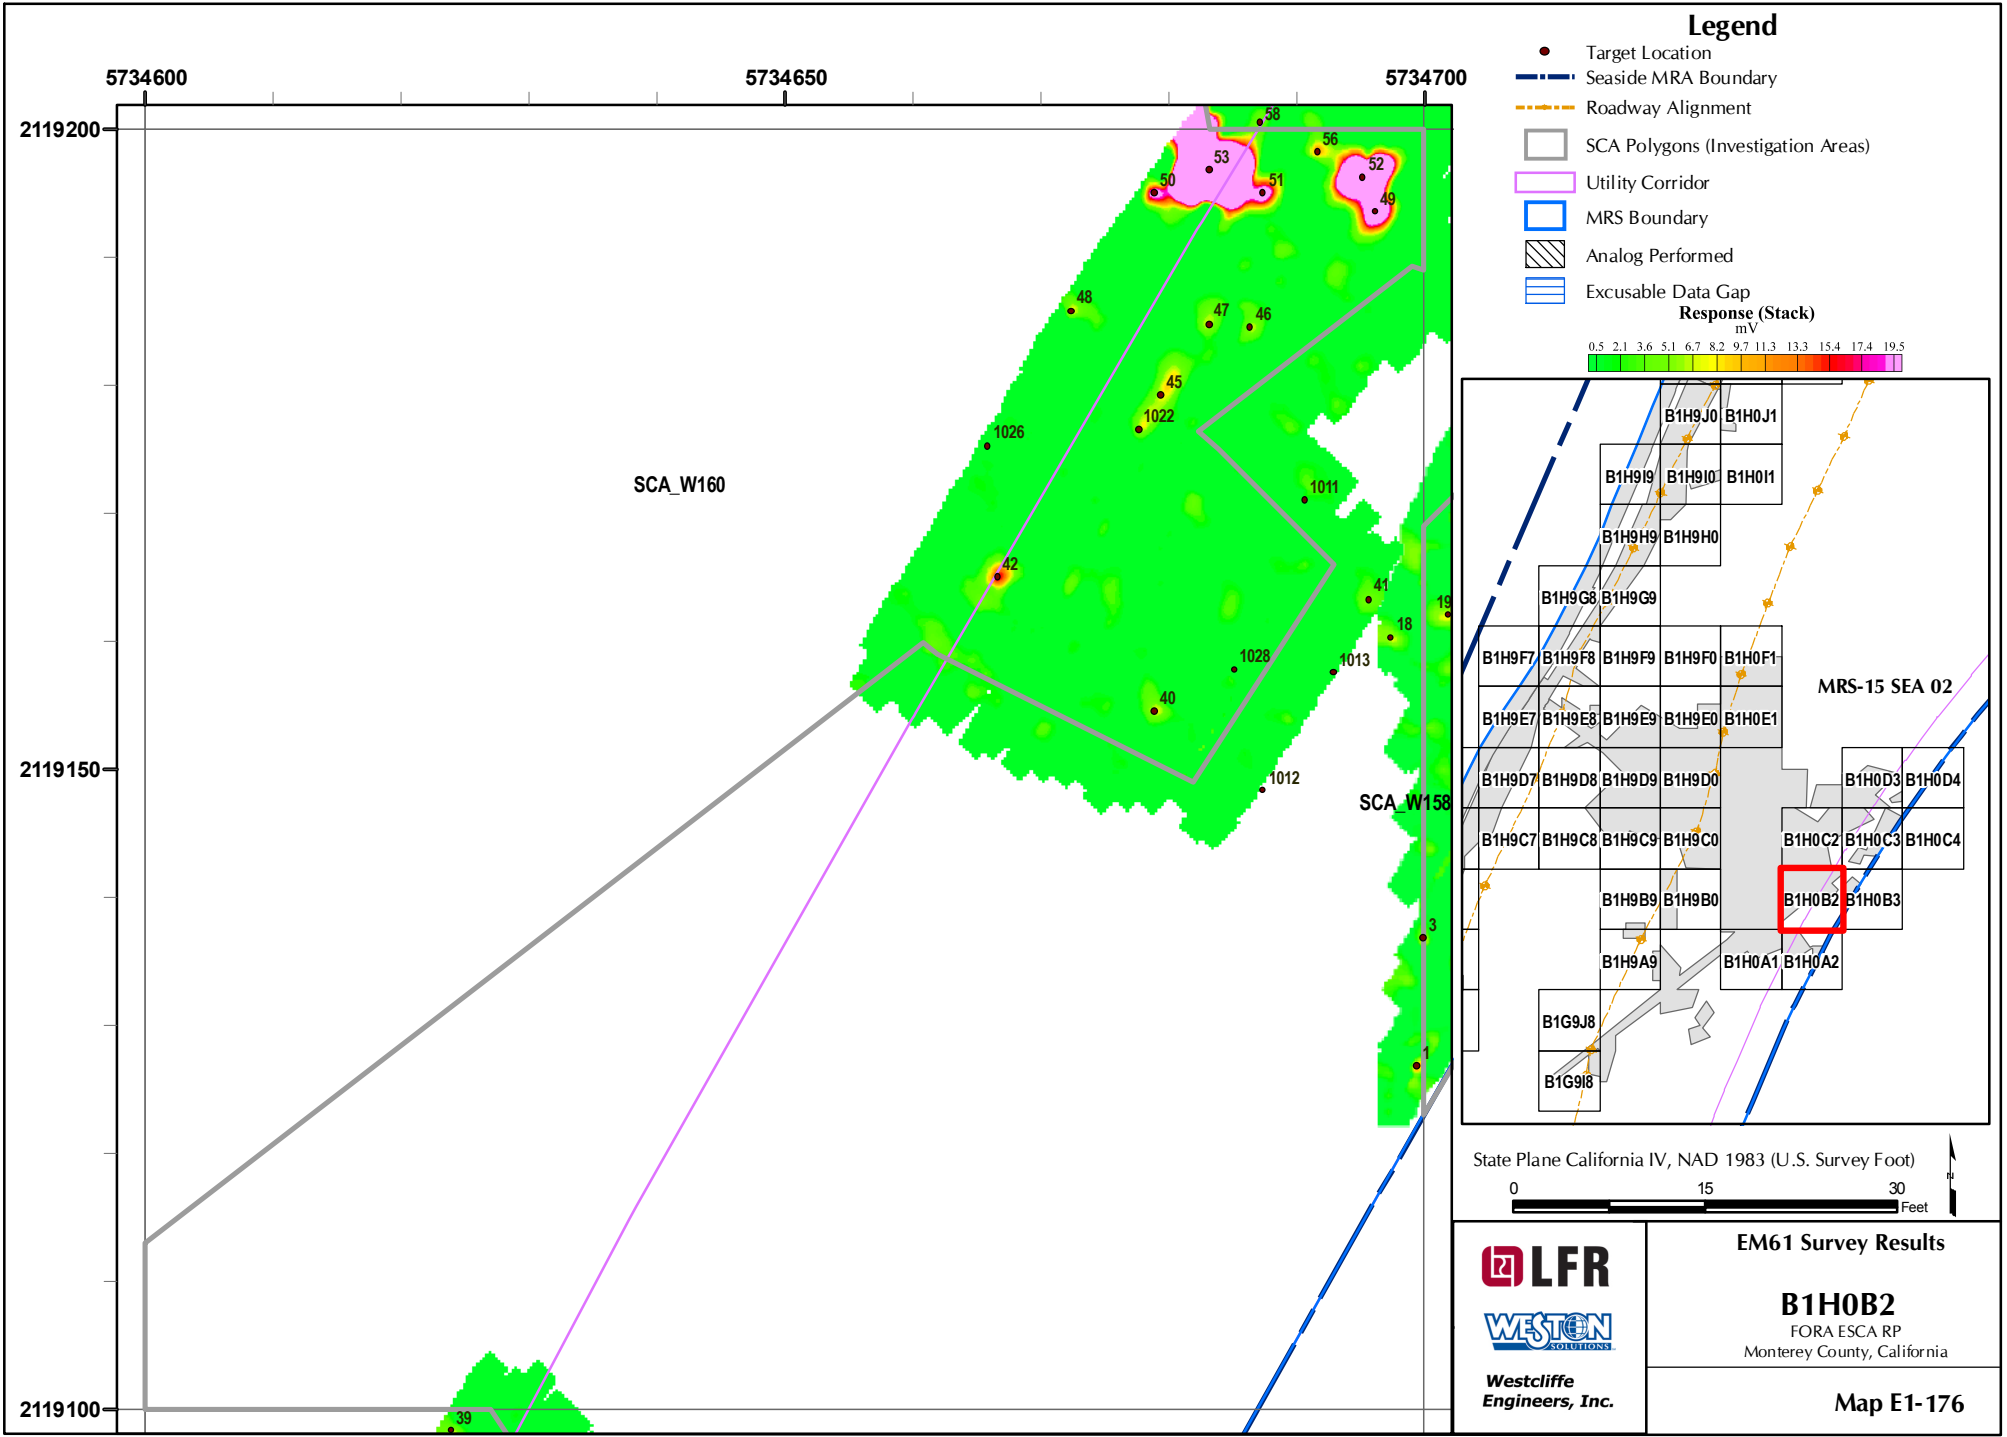 5734600
5734650
5734700
2119200
2119150
2119100
58
56
53
52
50
51
49
48
47
46
45
1022
1026
1011
42
41
19
18
1028
1013
40
1012
3
1
39
SCA_W160
SCA_W158
Legend
Target Location
Seaside MRA Boundary
Roadway Alignment
SCA Polygons (Investigation Areas)
Utility Corridor
MRS Boundary
Analog Performed
Excusable Data Gap
Response (Stack)
mV
0.5 2.1 3.6 5.1 6.7 8.2 9.7 11.3 13.3 15.4 17.4 19.5
B1H9J0 B1H0J1
B1H9I9 B1H9I0 B1H0I1
B1H9H9 B1H9H0
B1H9G8 B1H9G9
B1H9F7 B1H9F8 B1H9F9 B1H9F0 B1H0F1
MRS-15 SEA 02
B1H9E7 B1H9E8 B1H9E9 B1H9E0 B1H0E1
B1H9D7 B1H9D8 B1H9D9 B1H9D0 B1H0D3 B1H0D4
B1H9C7 B1H9C8 B1H9C9 B1H9C0 B1H0C2 B1H0C3 B1H0C4
B1H9B9 B1H9B0 B1H0B2 B1H0B3
B1H9A9 B1H0A1 B1H0A2
B1G9J8
B1G9I8
State Plane California IV, NAD 1983 (U.S. Survey Foot)
0 15 30
Feet
N
LFR
WESTON
SOLUTIONS
Westcliffe
Engineers, Inc.
EM61 Survey Results
B1H0B2
FORA ESCA RP
Monterey County, California
Map E1-176